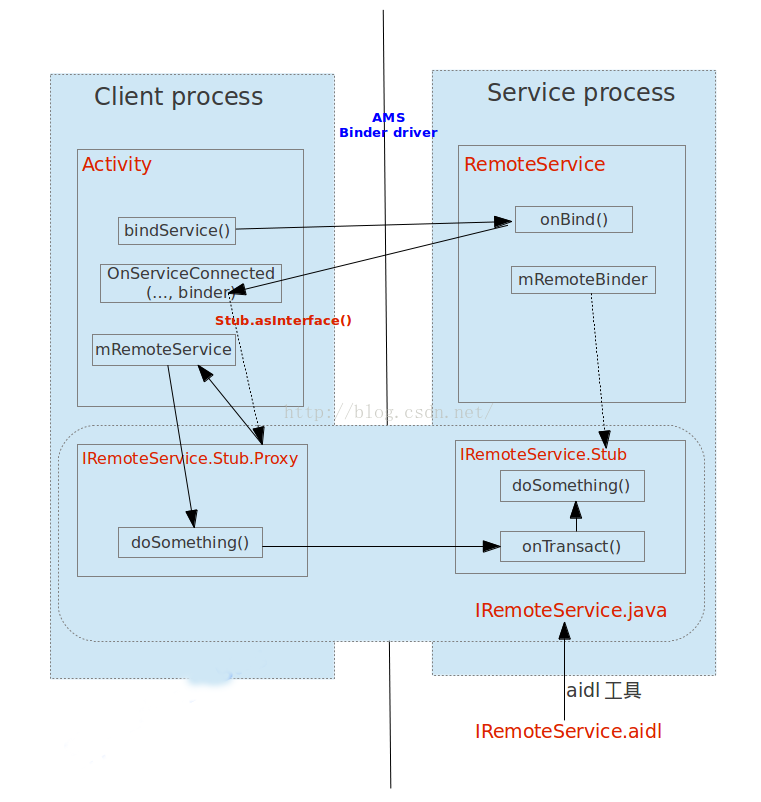 Client process
Service process
AMS
Binder driver
Activity
RemoteService
bindService()
onBind()
OnServiceConnected
(..., binder)
mRemoteBinder
Stub.asInterface()
mRemoteService
http://blog.csdn.net/
IRemoteService.Stub.Proxy
IRemoteService.Stub
doSomething()
doSomething()
onTransact()
IRemoteService.java
aidl 工具
IRemoteService.aidl